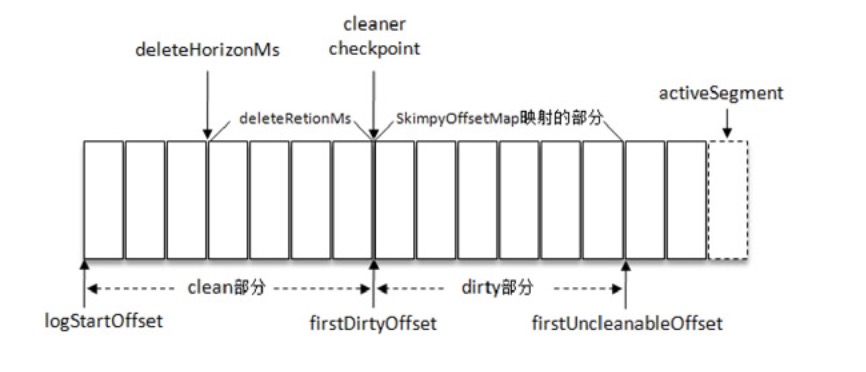 cleaner
checkpoint
deleteHorizonMs
activeSegment
deleteRetionMs
SkimpyOffsetMap映射的部分
clean部分
dirty部分
logStartOffset
firstDirtyOffset
firstUncleanableOffset